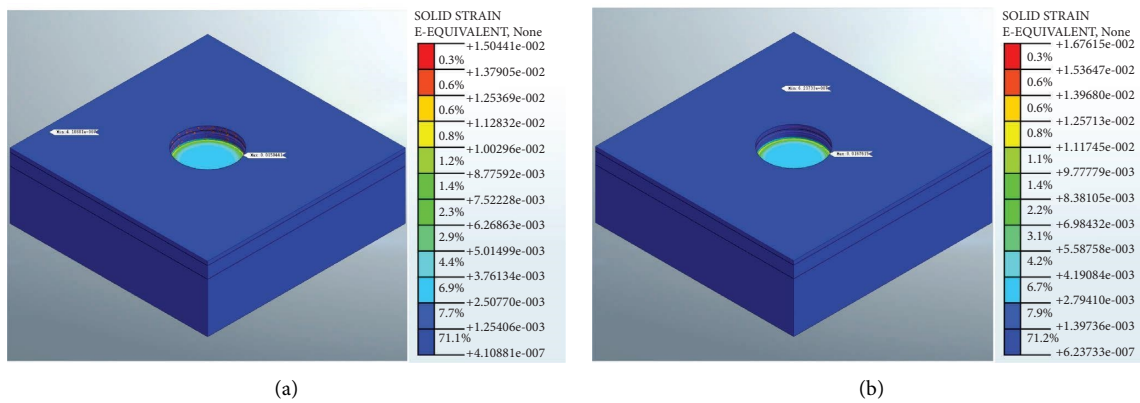 SOLID STRAIN
E-EQUIVALENT, None
+1.50441e-002
0.3%
+1.37905e-002
0.6%
+1.25369e-002
0.6%
+1.12832e-002
0.8%
+1.00296e-002
1.2%
+8.77592e-003
1.4%
+7.52228e-003
2.3%
+6.26863e-003
2.9%
+5.01499e-003
4.4%
+3.76134e-003
6.9%
+2.50770e-003
7.7%
+1.25406e-003
71.1%
+4.10881e-007
(a)
SOLID STRAIN
E-EQUIVALENT, None
+1.67615e-002
0.3%
+1.53647e-002
0.6%
+1.39680e-002
0.6%
+1.25713e-002
0.8%
+1.11745e-002
1.1%
+9.77779e-003
1.4%
+8.38105e-003
2.2%
+6.98432e-003
3.1%
+5.58758e-003
4.2%
+4.19084e-003
6.7%
+2.79410e-003
7.9%
+1.39736e-003
71.2%
+6.23733e-007
(b)